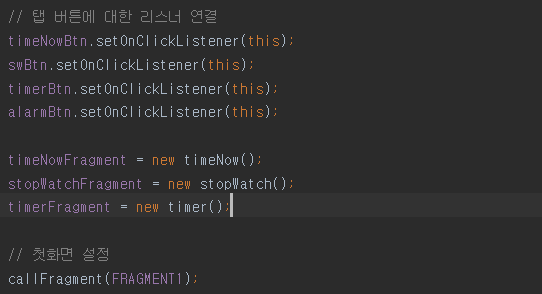 // 탭 버튼에 대한 리스너 연결
timeNowBtn.setOnClickListener(this);
swBtn.setOnClickListener(this);
timerBtn.setOnClickListener(this);
alarmBtn.setOnClickListener(this);
timeNowFragment = new timeNow();
stopWatchFragment = new stopWatch();
timerFragment = new timer();
// 첫화면 설정
callFragment(FRAGMENT1);